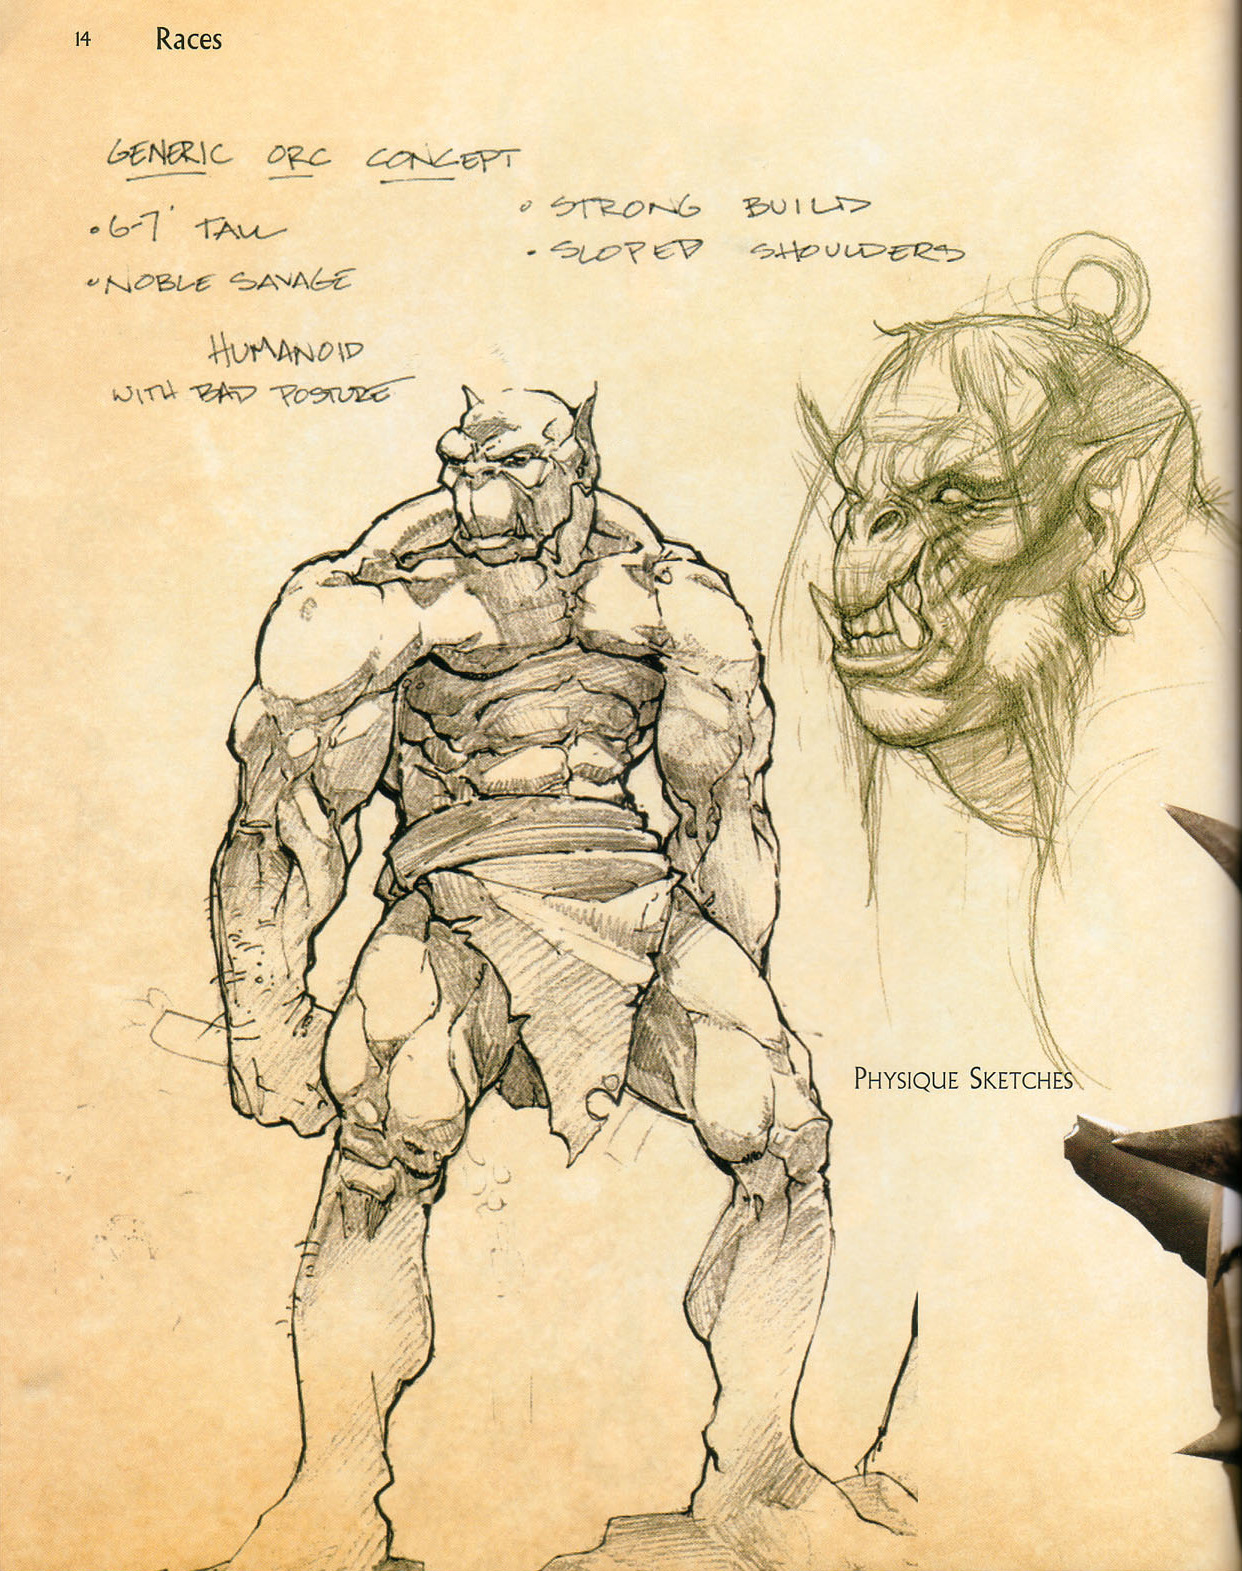 14 Races
GENERIC ORC CONCEPT
• 6-7' TALL
• NOBLE SAVAGE
HUMANOID
WITH BAD POSTURE
• STRONG BUILD
• SLOPED SHOULDERS
PHYSIQUE SKETCHES